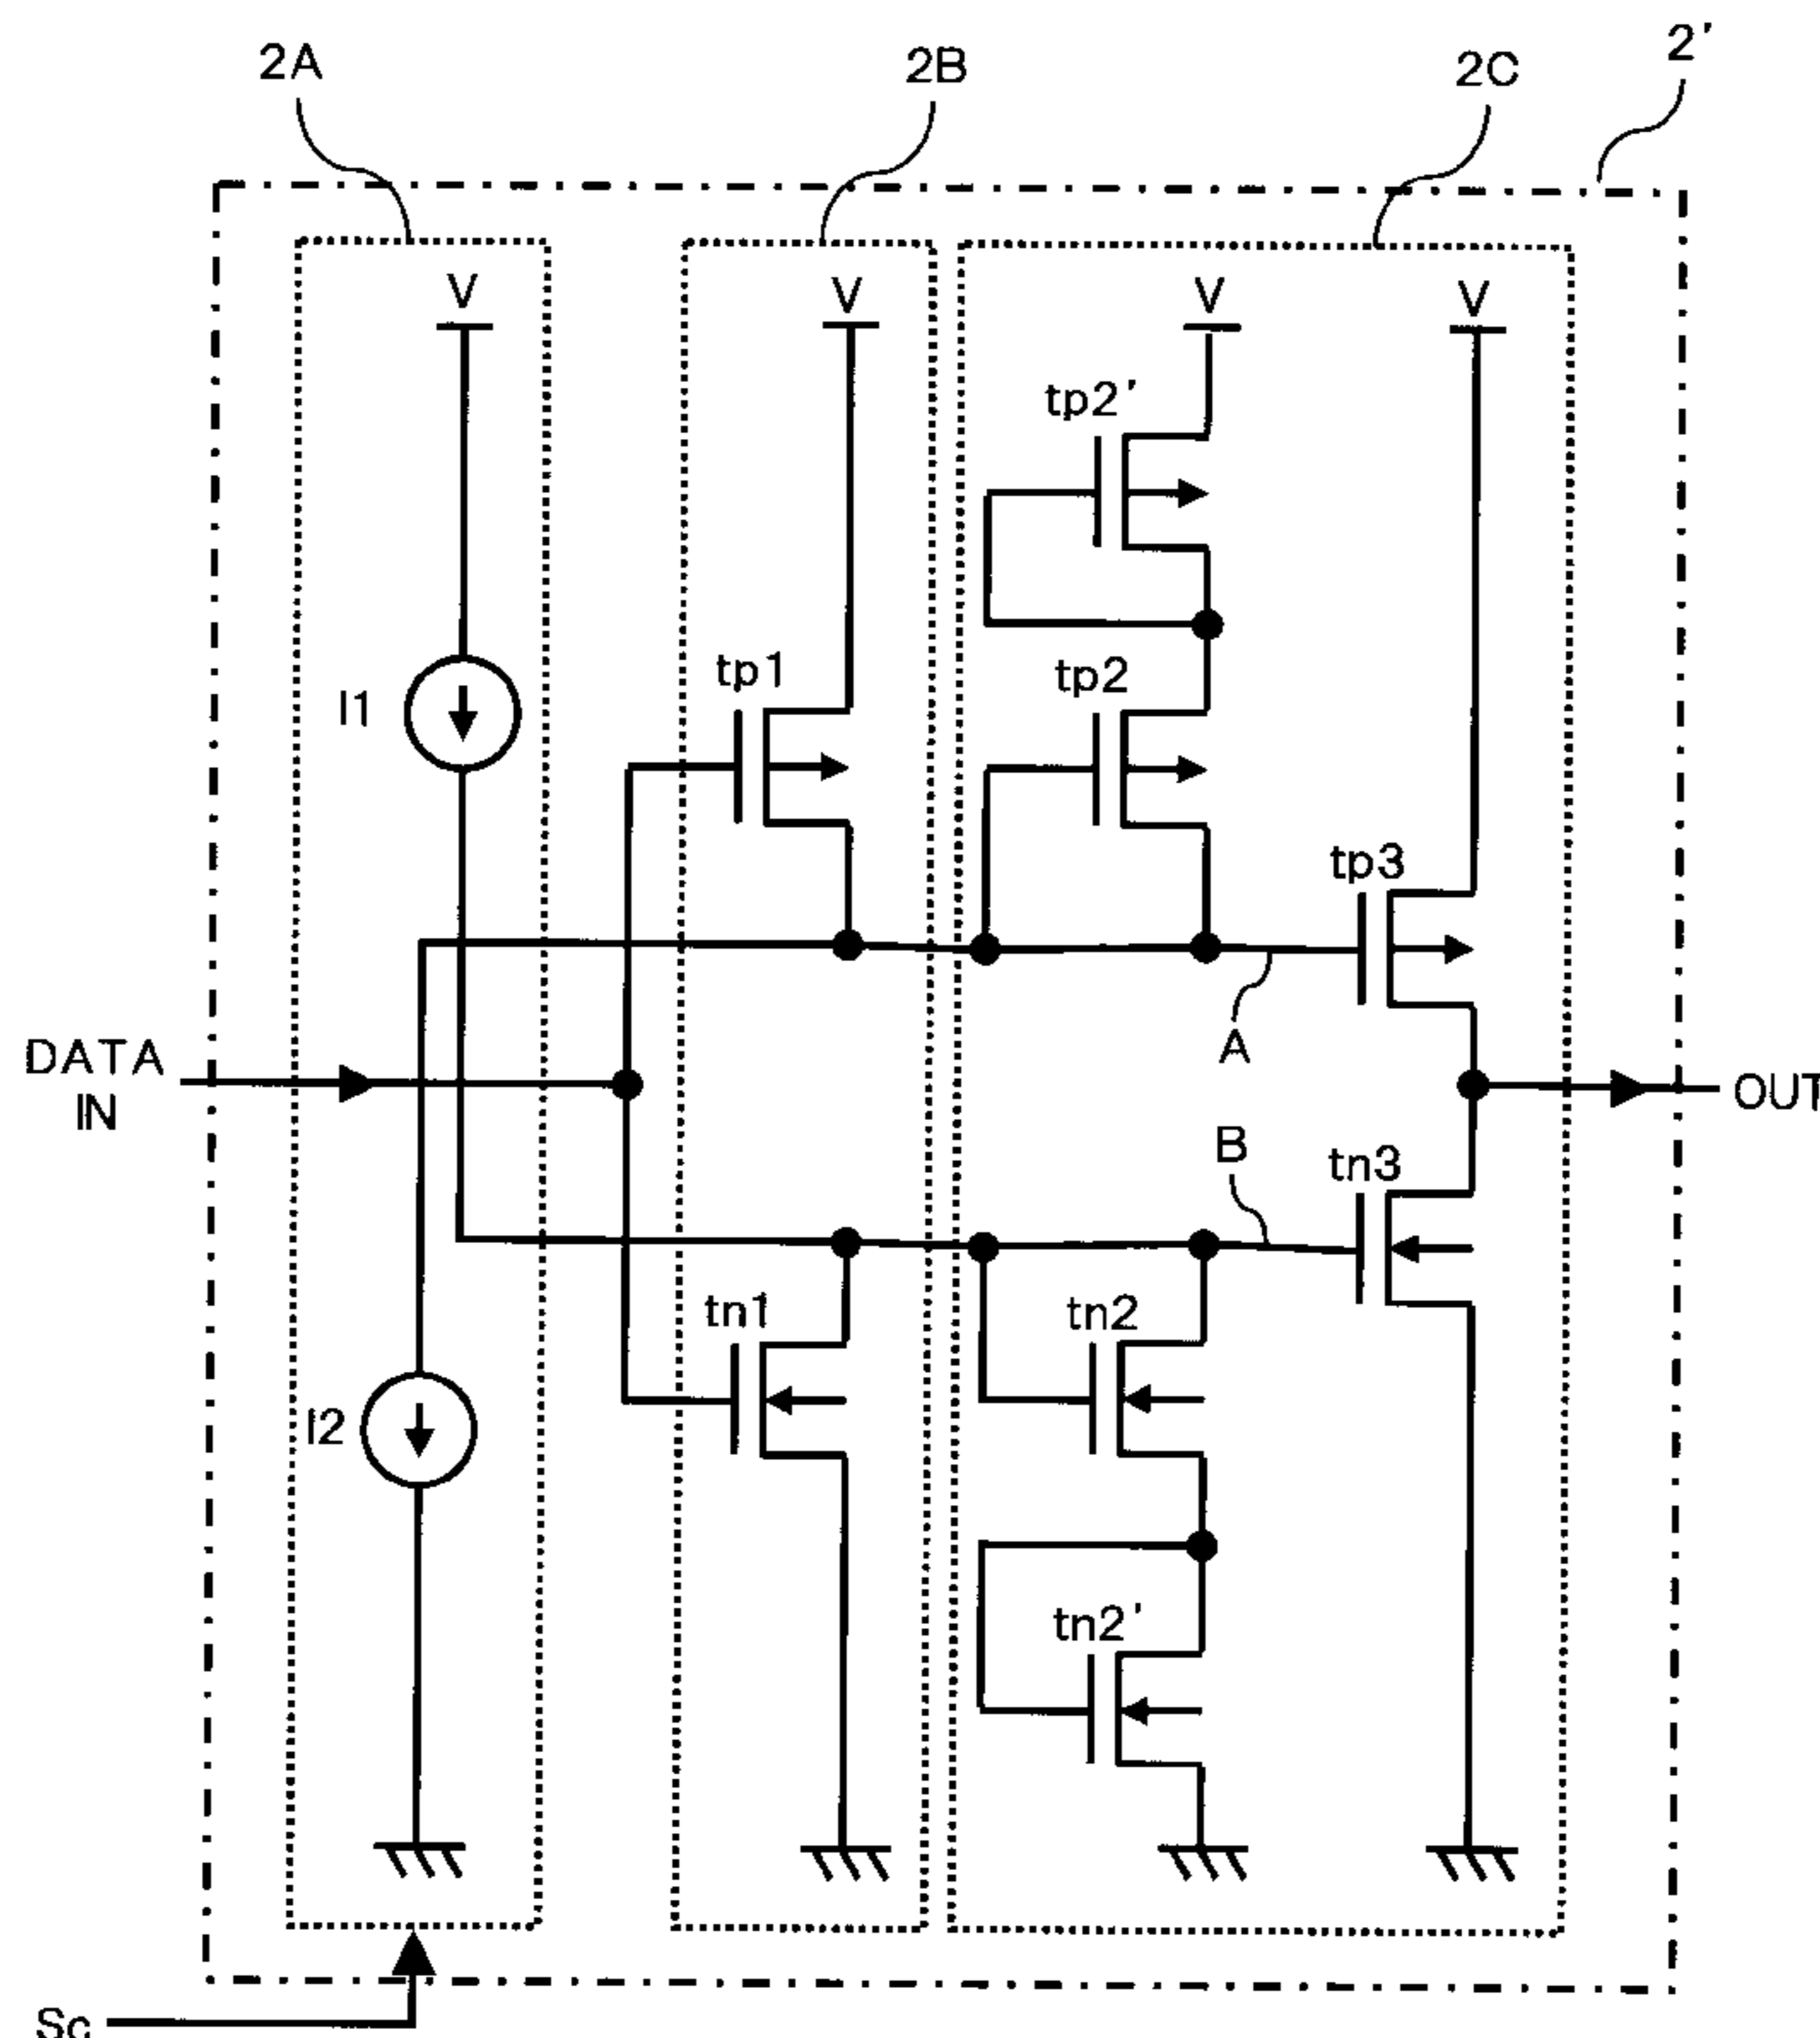 2A
2B
2C
2'
V
V
V
V
tp2'
tp1
tp2
I1
tp3
A
DATA
IN
OUT
B
tn3
tn1
tn2
I2
tn2'
Sc